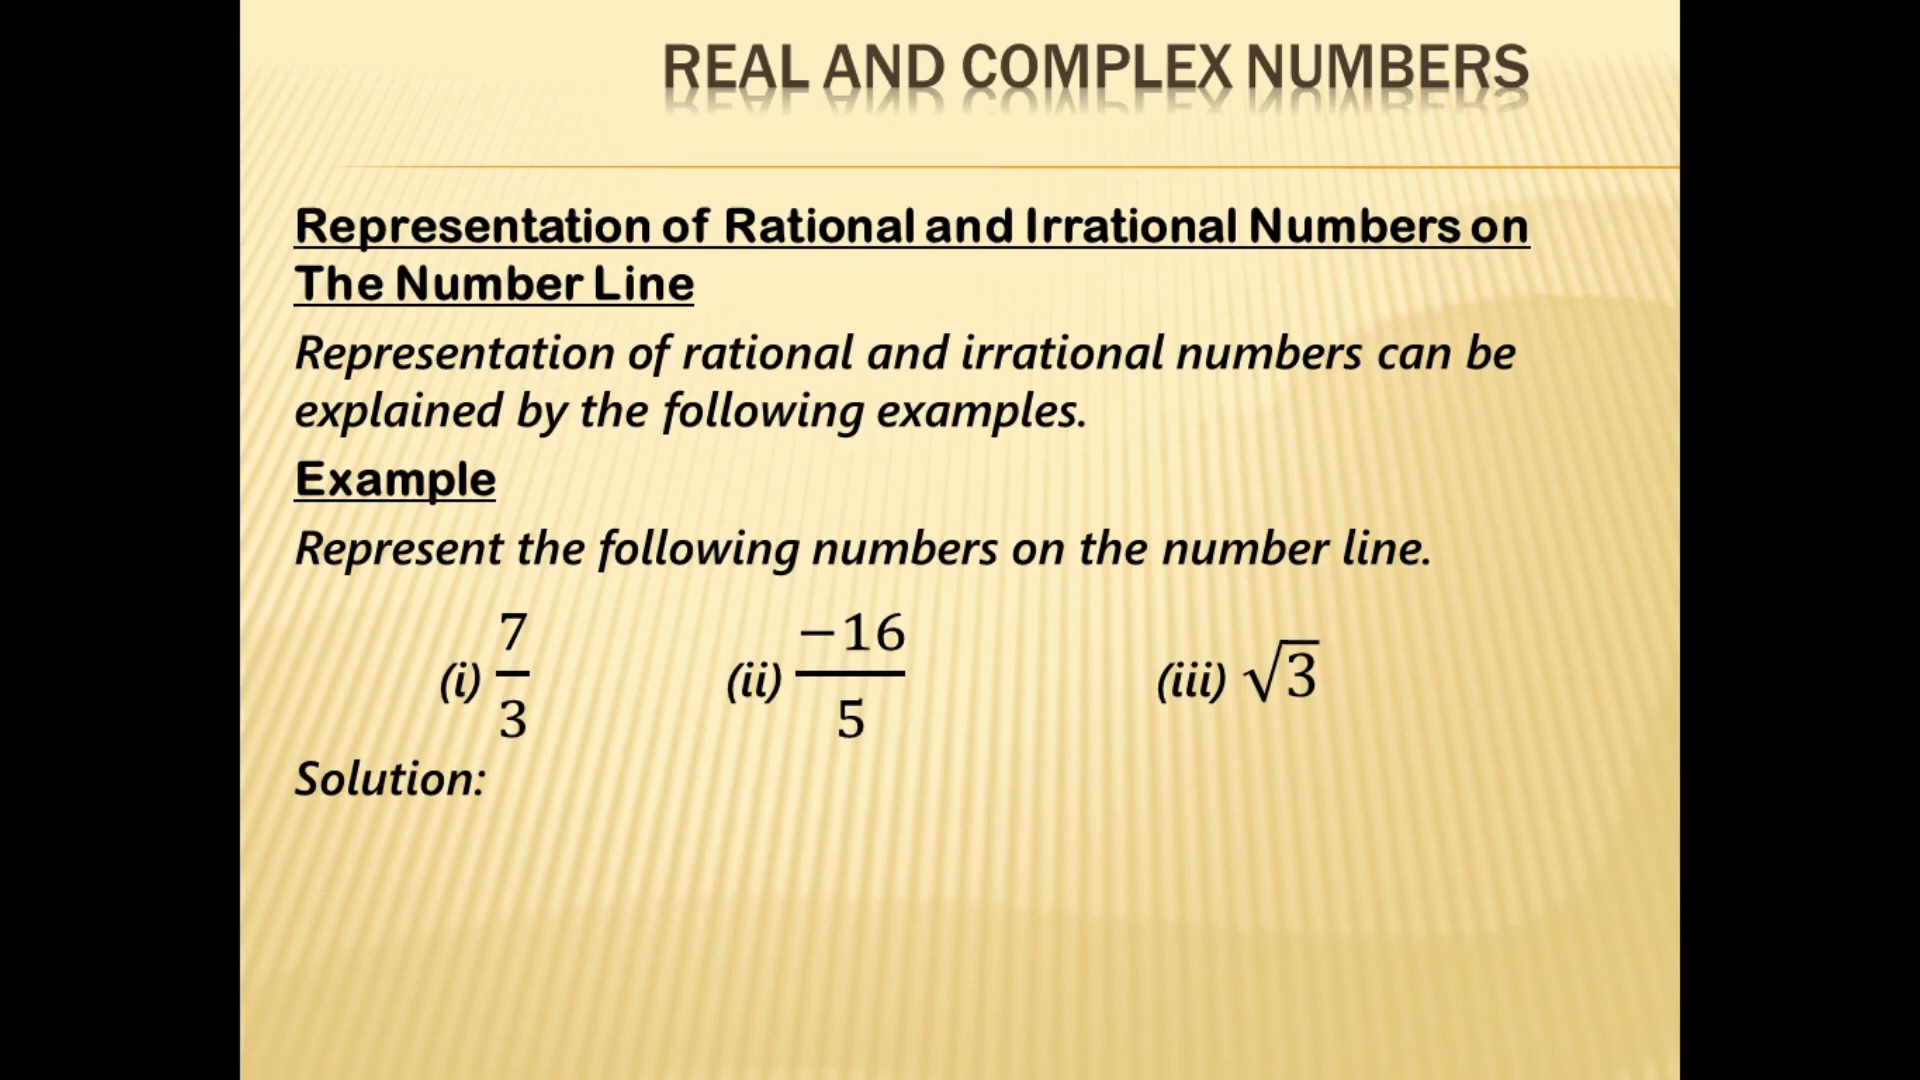 REAL AND COMPLEX NUMBERS
Representation of Rational and Irrational Numbers on
The Number Line
Representation of rational and irrational numbers can be
explained by the following examples.
Example
Represent the following numbers on the number line.
(i) 7/3 (ii) −16/5 (iii) √3
Solution: